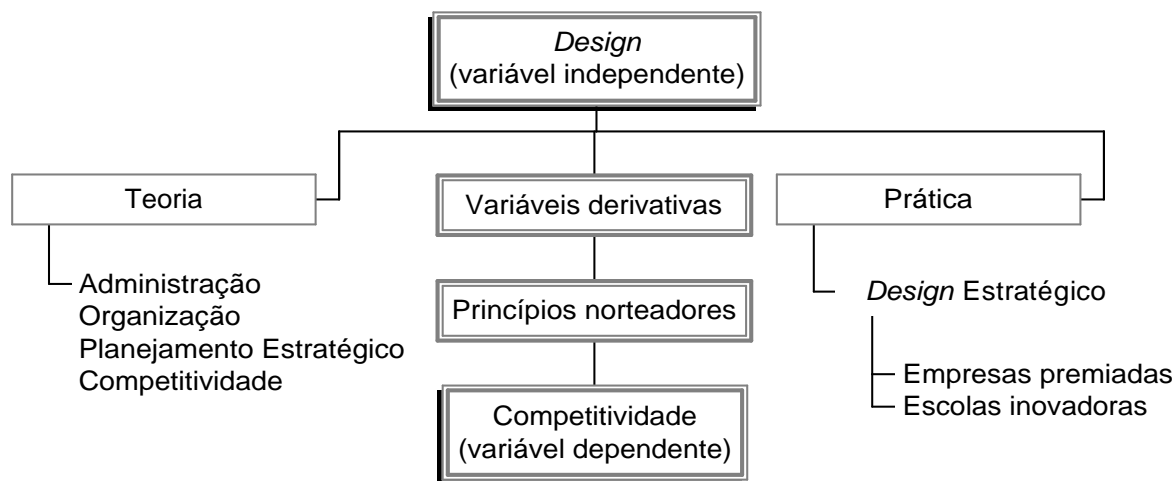 Design
(variável independente)
Teoria
Variáveis derivativas
Prática
Administração
Organização
Planejamento Estratégico
Competitividade
Princípios norteadores
Design Estratégico
Empresas premiadas
Escolas inovadoras
Competitividade
(variável dependente)